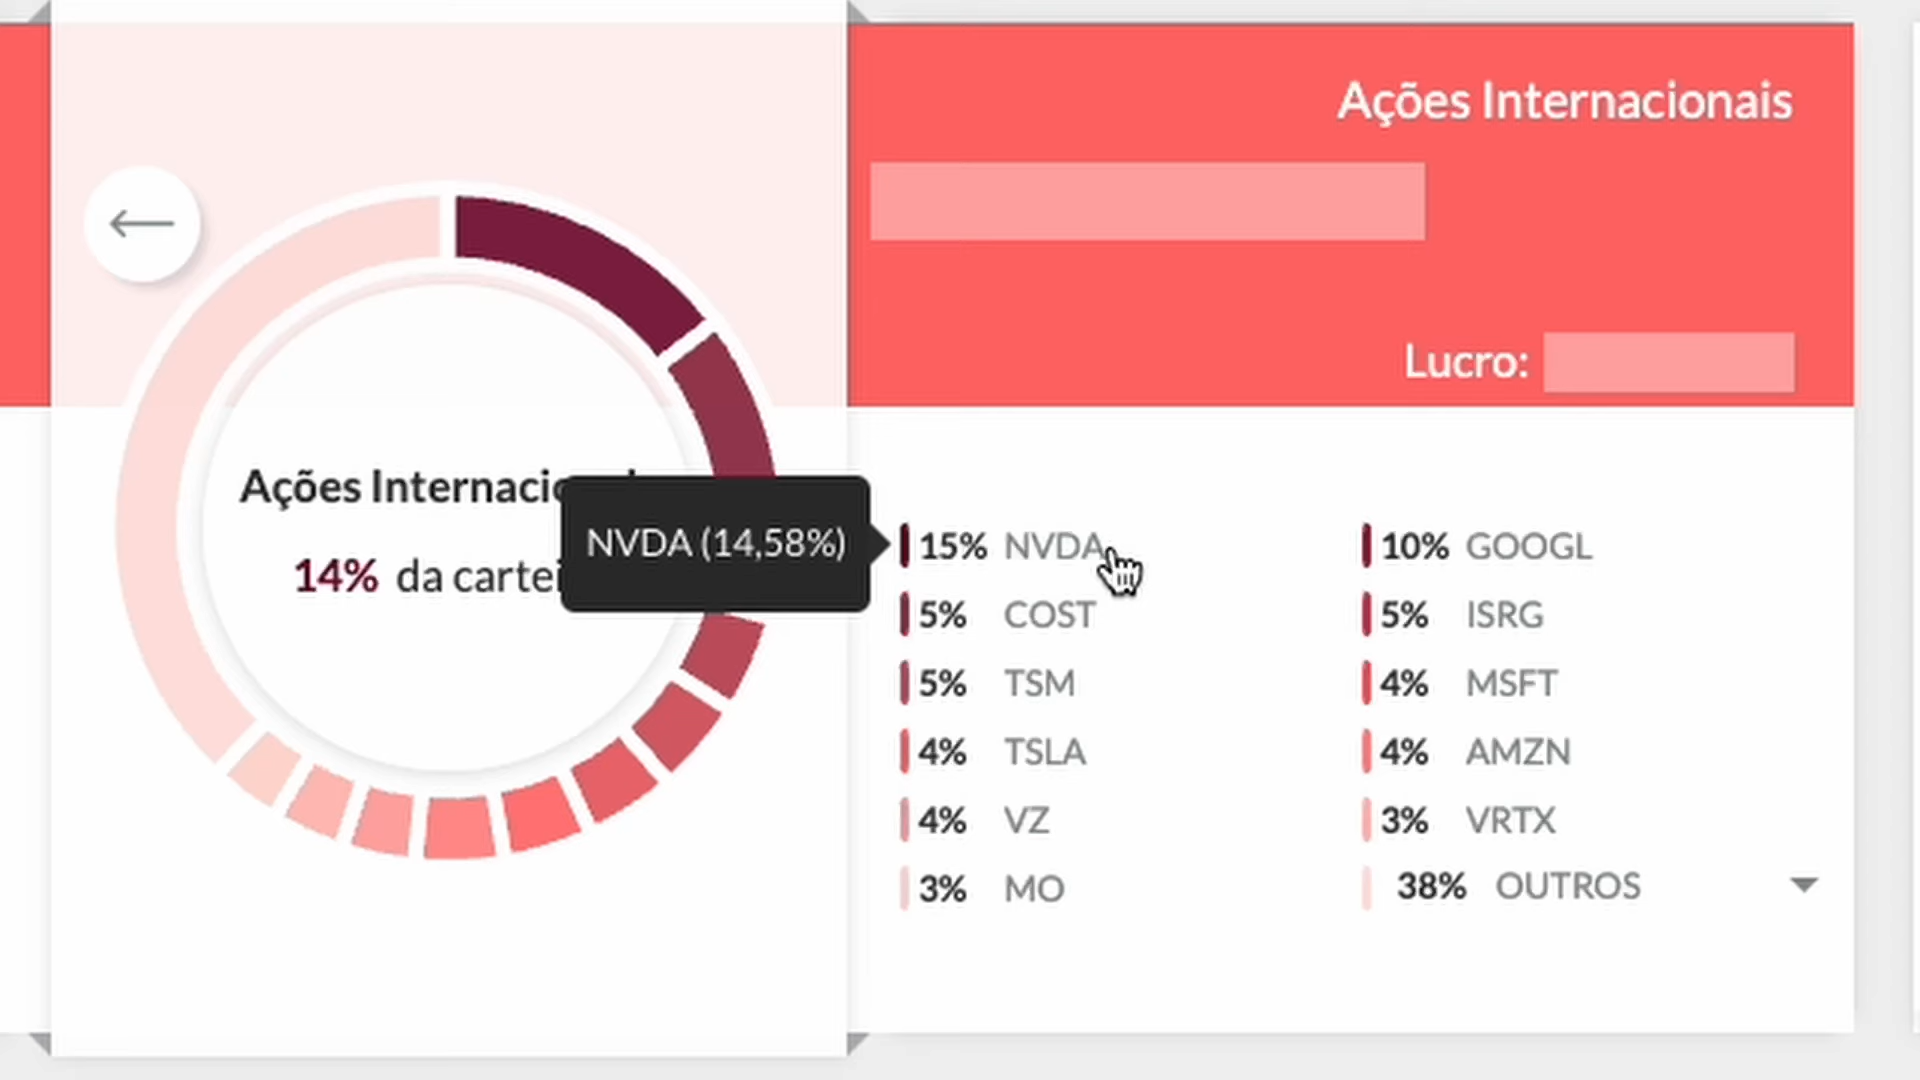 Ações Internacionais
Lucro:
Ações Internacio
14% da cartei
NVDA (14,58%)
15% NVDA
10% GOOGL
5% COST
5% ISRG
5% TSM
4% MSFT
4% TSLA
4% AMZN
4% VZ
3% VRTX
3% MO
38% OUTROS